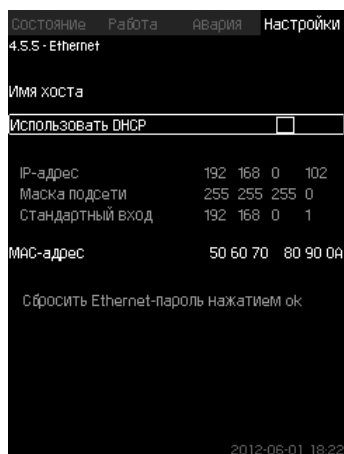 Состояние Работа Авария Настройки
4.5.5 - Ethernet
Имя хоста
Использовать DHCP
IP-адрес 192 168 0 102
Маска подсети 255 255 255 0
Стандартный вход 192 168 0 1
MAC-адрес 50 60 70 80 90 0A
Сбросить Ethernet-пароль нажатием ok
2012-06-01 18:22